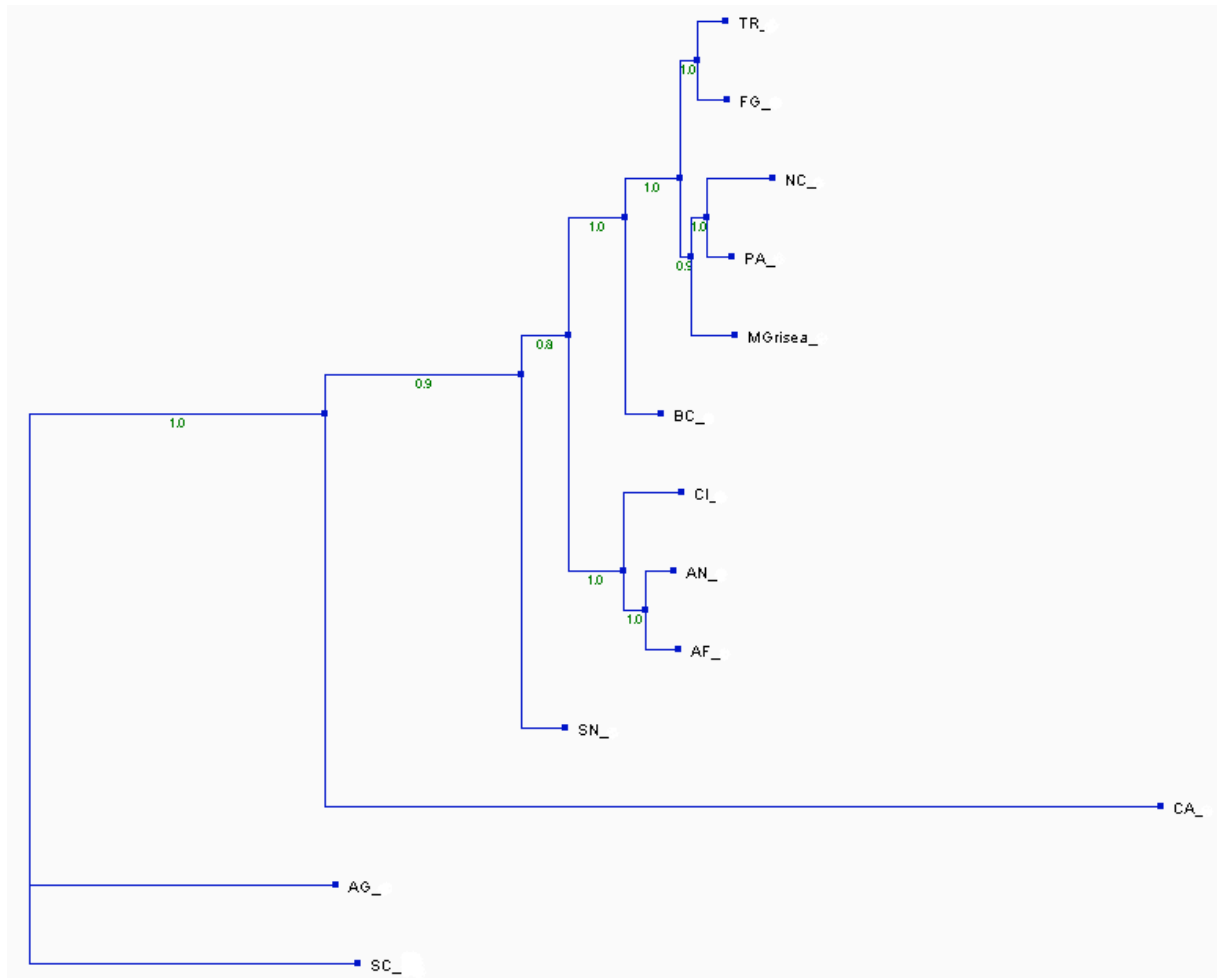 TR_
1.0
FG_
NC_
1.0
1.0
1.0
PA_
0.9
MGrisea_
0.8
0.9
BC_
1.0
CI_
AN_
1.0
1.0
AF_
SN_
CA_
AG_
SC_